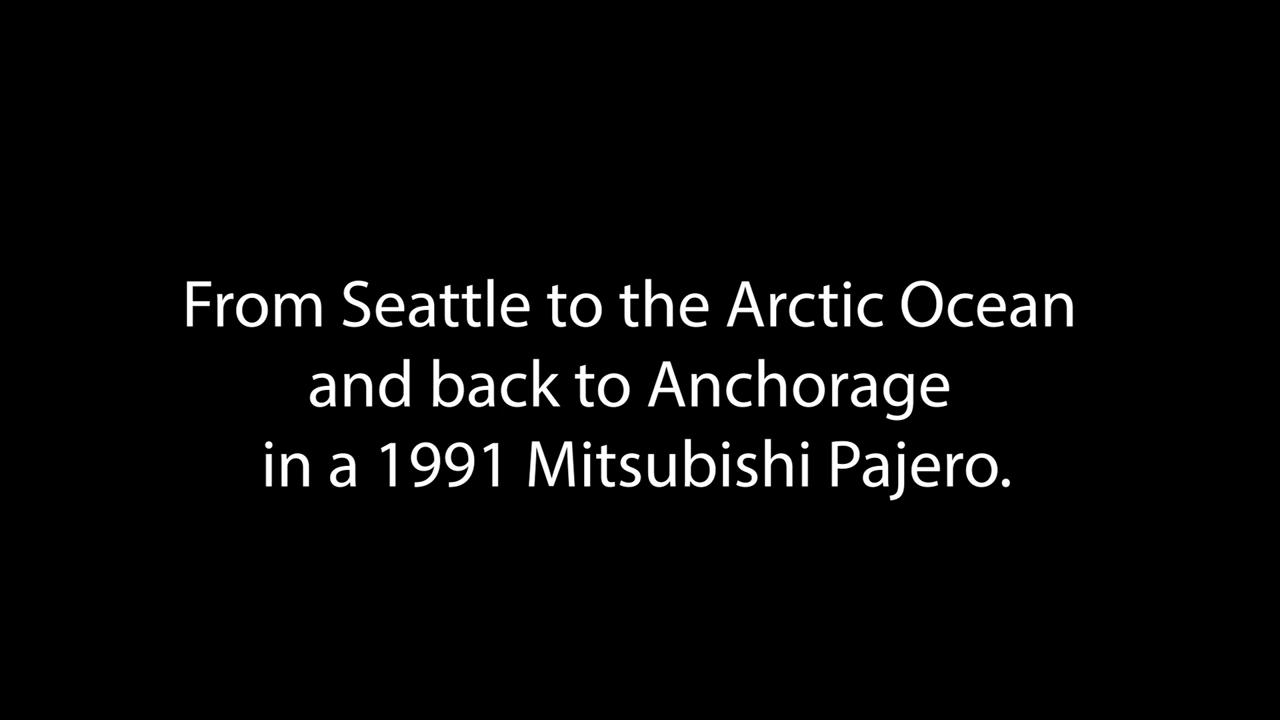 From Seattle to the Arctic Ocean
and back to Anchorage
in a 1991 Mitsubishi Pajero.